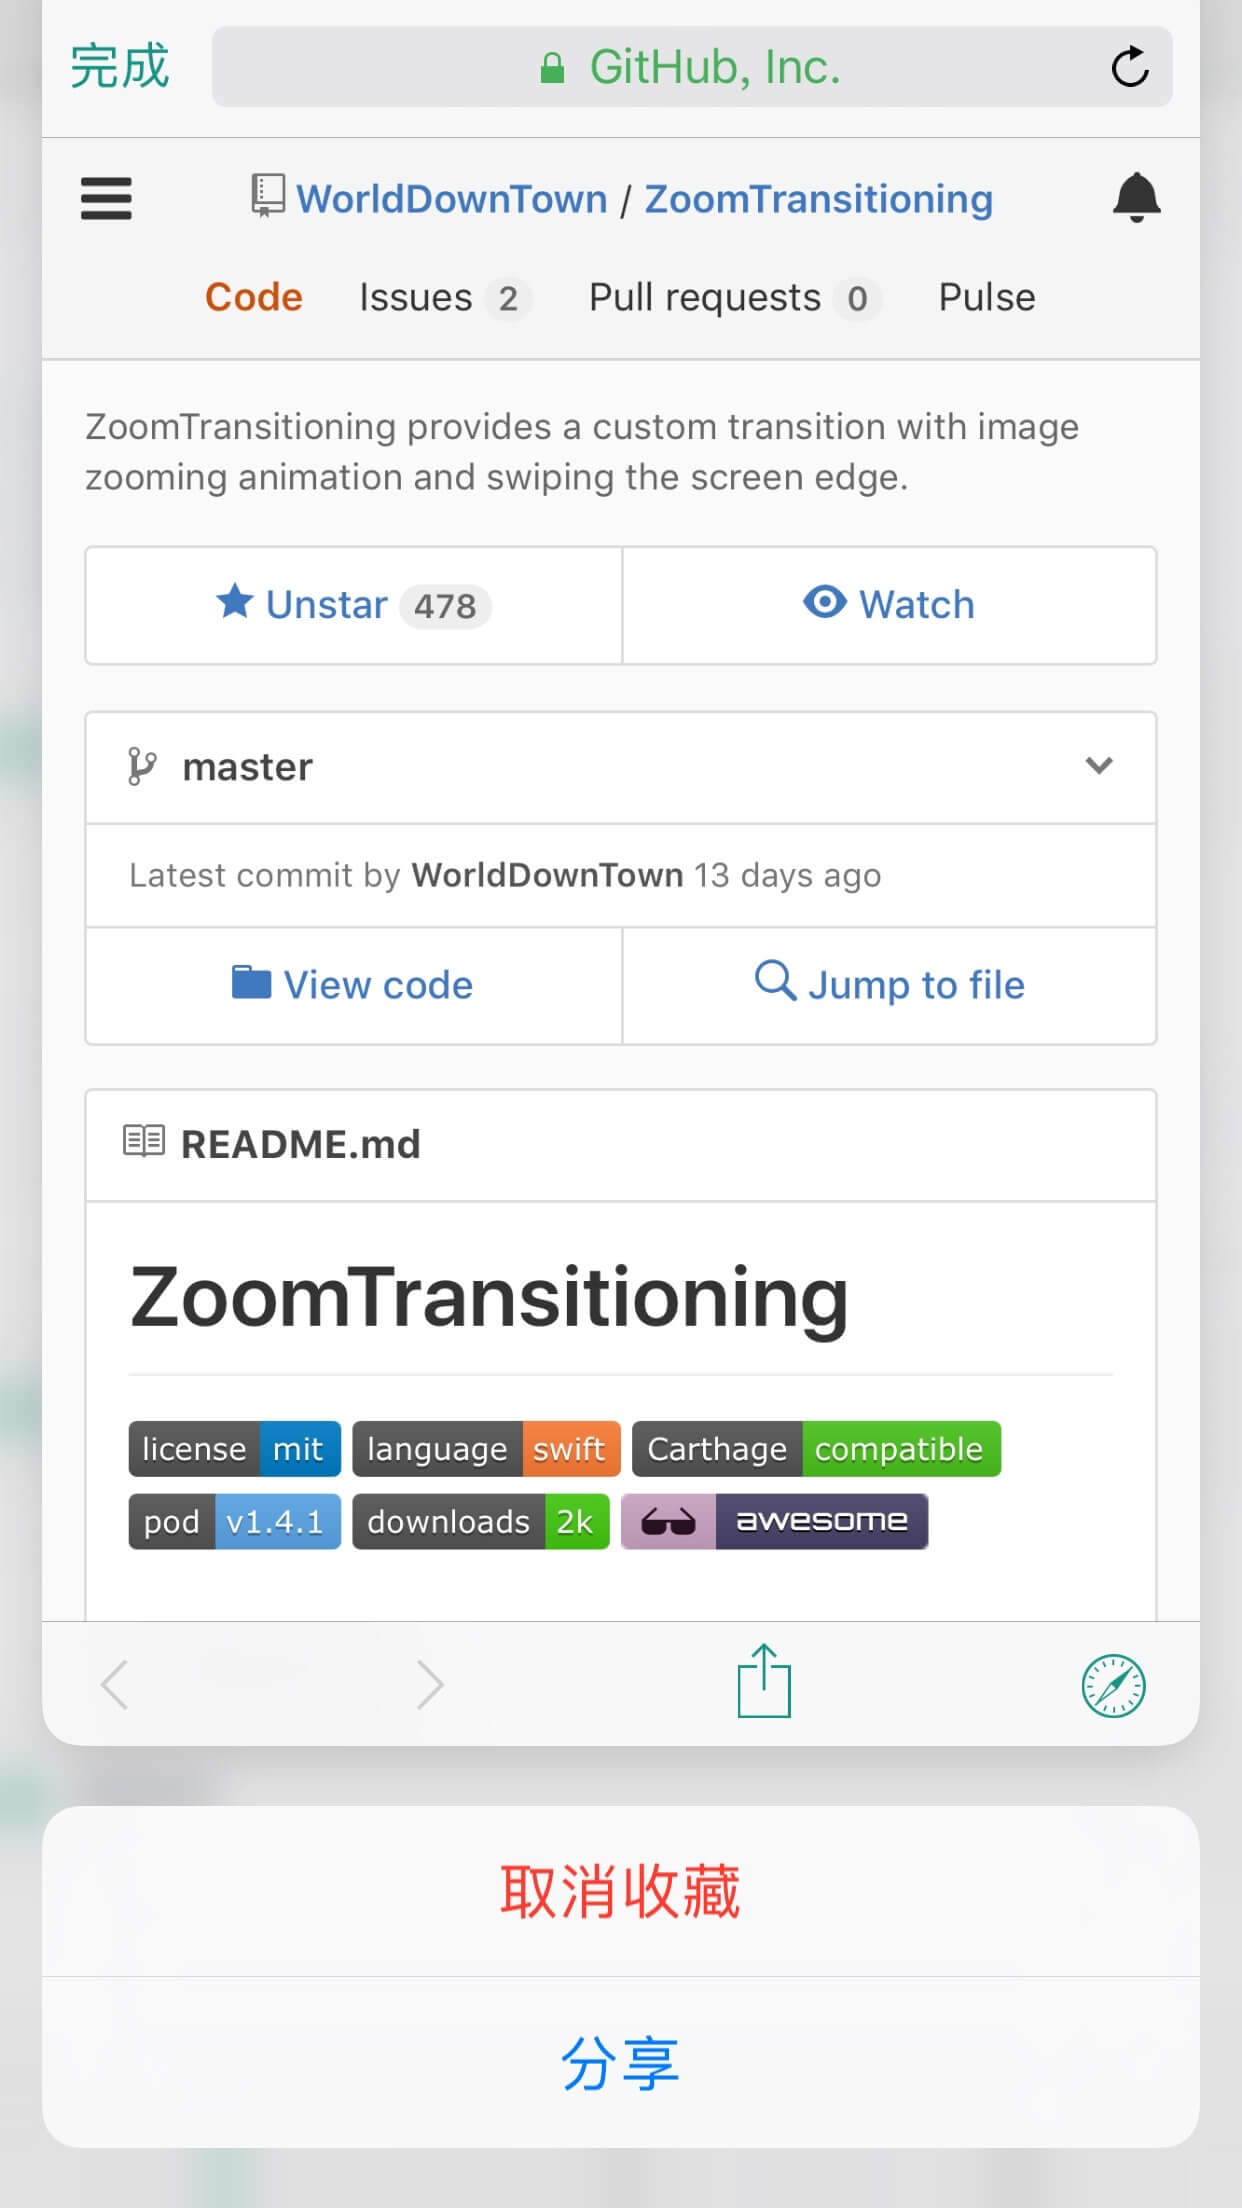 完成 GitHub, Inc.
WorldDownTown / ZoomTransitioning
Code Issues 2 Pull requests 0 Pulse
ZoomTransitioning provides a custom transition with image
zooming animation and swiping the screen edge.
Unstar 478 Watch
master
Latest commit by WorldDownTown 13 days ago
View code Jump to file
README.md
ZoomTransitioning
license mit language swift Carthage compatible
pod v1.4.1 downloads 2k awesome
取消收藏
分享